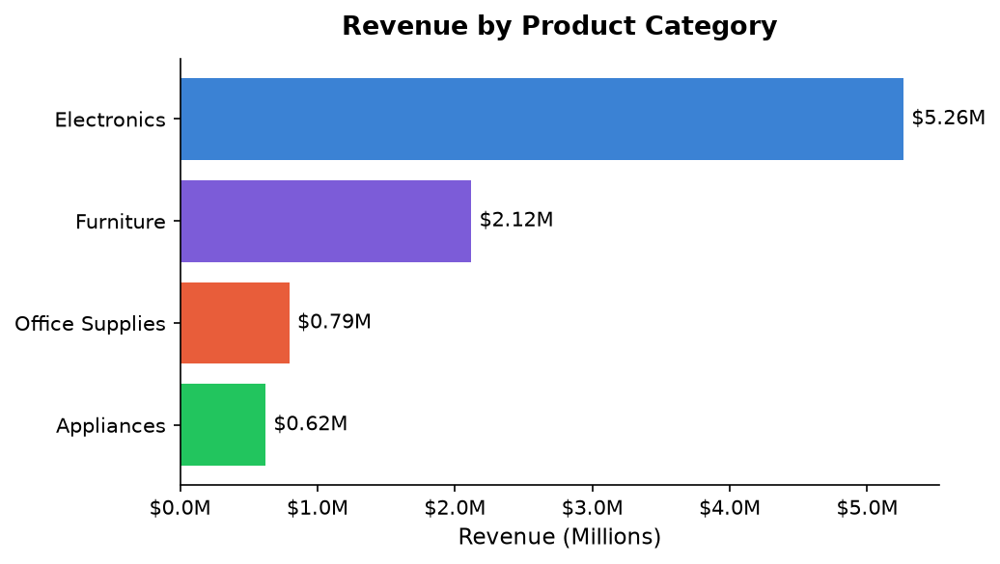 Revenue by Product Category
Electronics
$5.26M
Furniture
$2.12M
Office Supplies
$0.79M
Appliances
$0.62M
$0.0M $1.0M $2.0M $3.0M $4.0M $5.0M
Revenue (Millions)